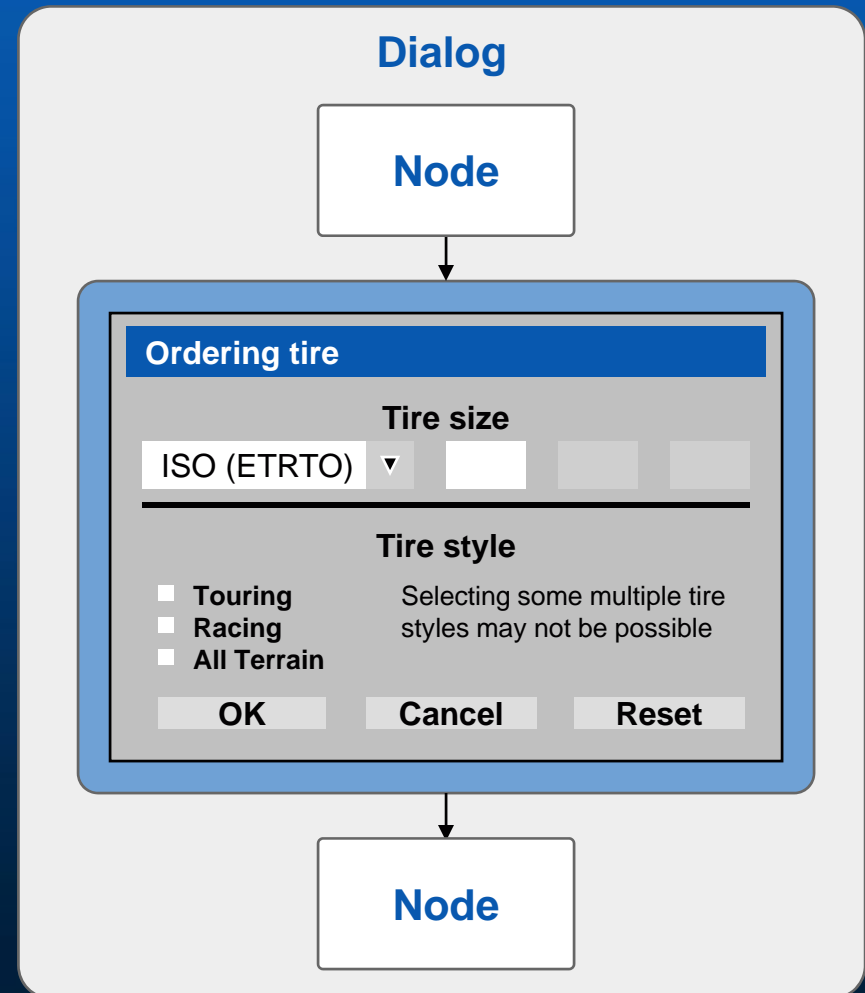 Dialog
Node
Ordering tire
Tire size
ISO (ETRTO) ▼
Tire style
Touring
Racing
All Terrain
Selecting some multiple tire
styles may not be possible
OK Cancel Reset
Node